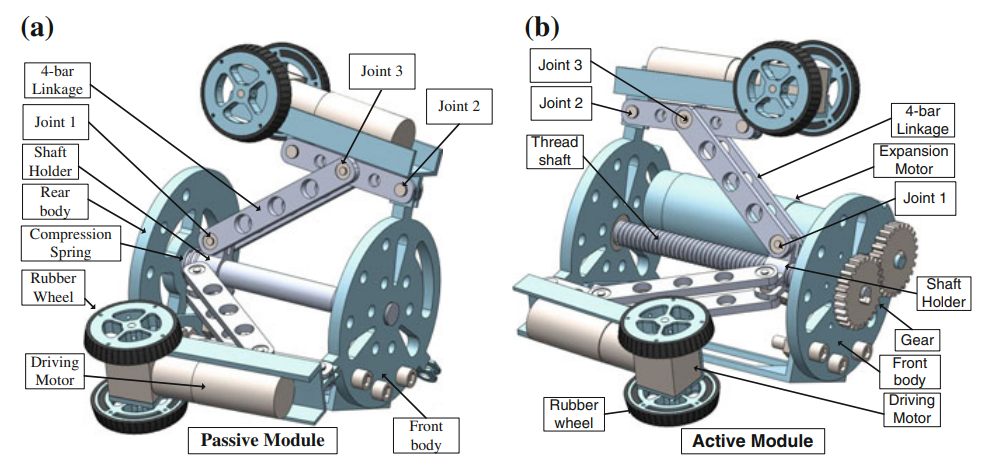 (a)
4-bar
Linkage
Joint 1
Shaft
Holder
Rear
body
Compression
Spring
Rubber
Wheel
Driving
Motor
Joint 3
Joint 2
Front
body
Passive Module
(b)
Joint 3
Joint 2
Thread
shaft
4-bar
Linkage
Expansion
Motor
Joint 1
Shaft
Holder
Gear
Front
body
Driving
Motor
Rubber
wheel
Active Module